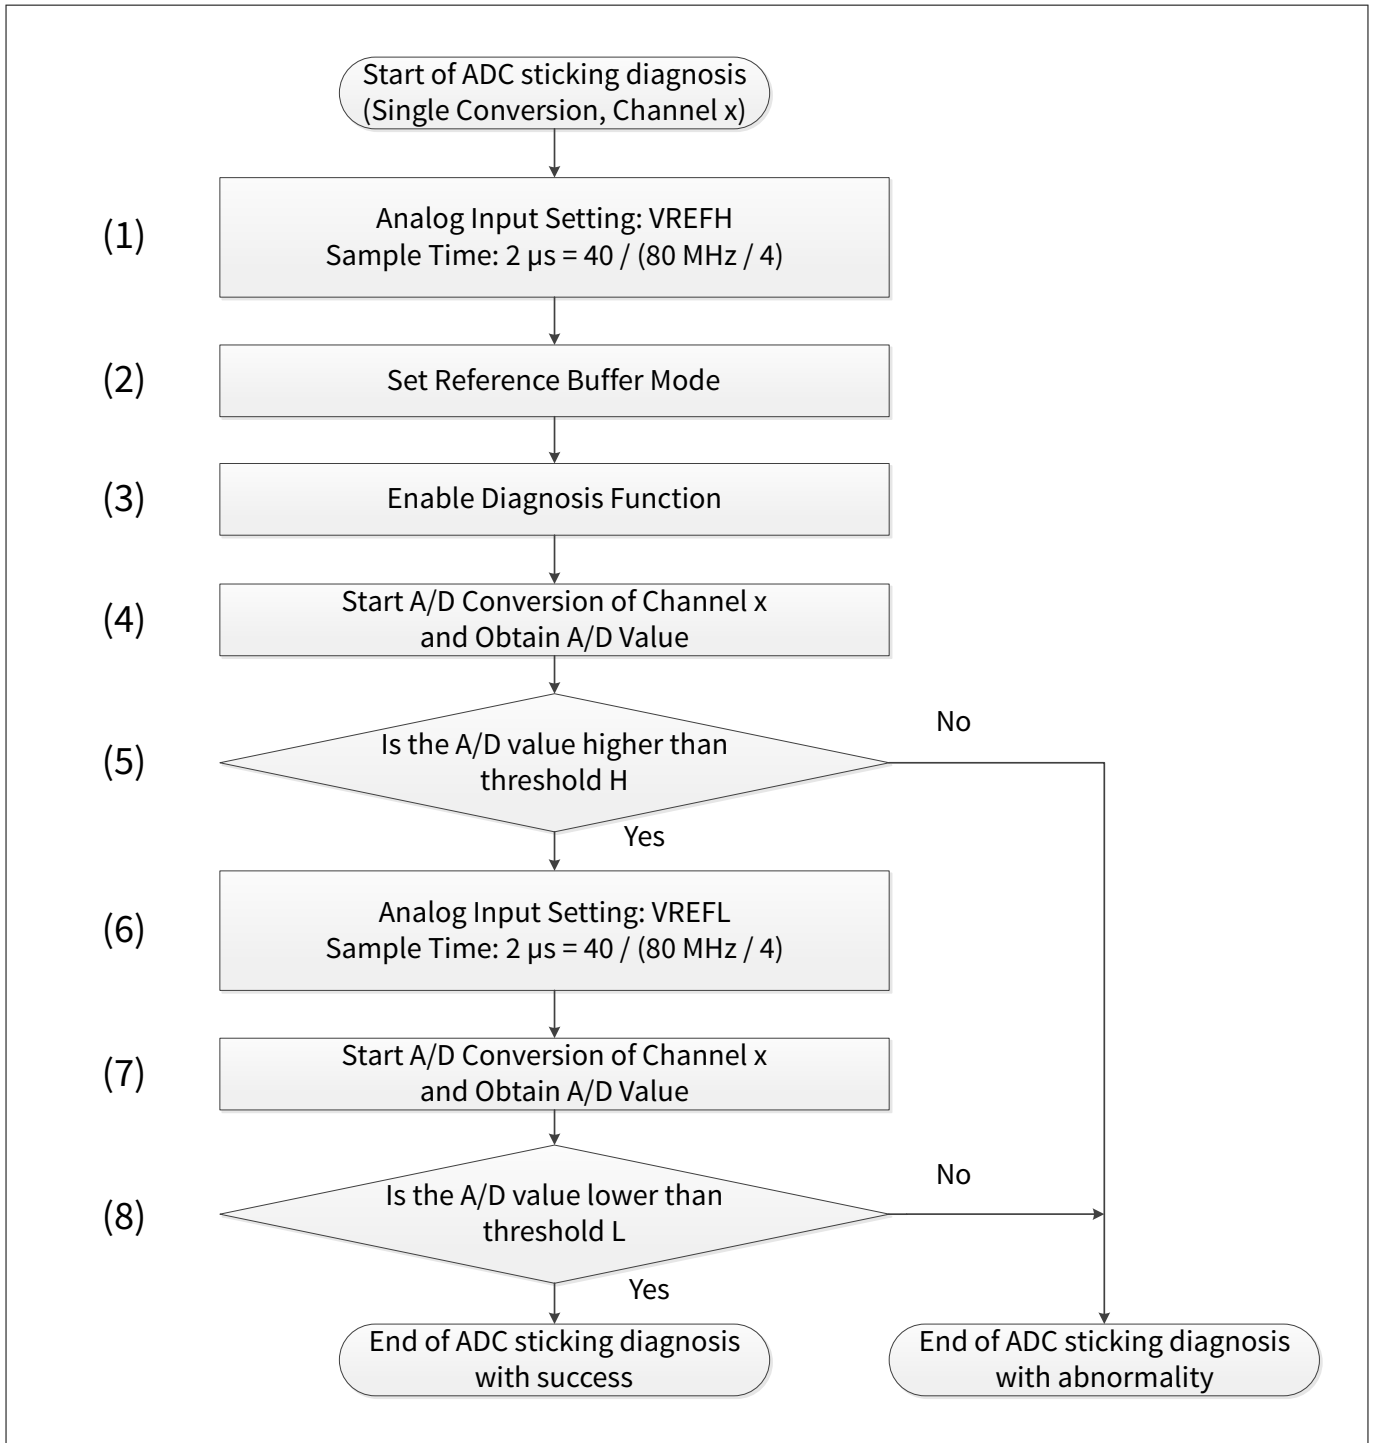 Start of ADC sticking diagnosis
(Single Conversion, Channel x)
(1)
Analog Input Setting: VREFH
Sample Time: 2 µs = 40 / (80 MHz / 4)
(2)
Set Reference Buffer Mode
(3)
Enable Diagnosis Function
(4)
Start A/D Conversion of Channel x
and Obtain A/D Value
(5)
Is the A/D value higher than
threshold H
No
Yes
(6)
Analog Input Setting: VREFL
Sample Time: 2 µs = 40 / (80 MHz / 4)
(7)
Start A/D Conversion of Channel x
and Obtain A/D Value
(8)
Is the A/D value lower than
threshold L
No
Yes
End of ADC sticking diagnosis
with success
End of ADC sticking diagnosis
with abnormality